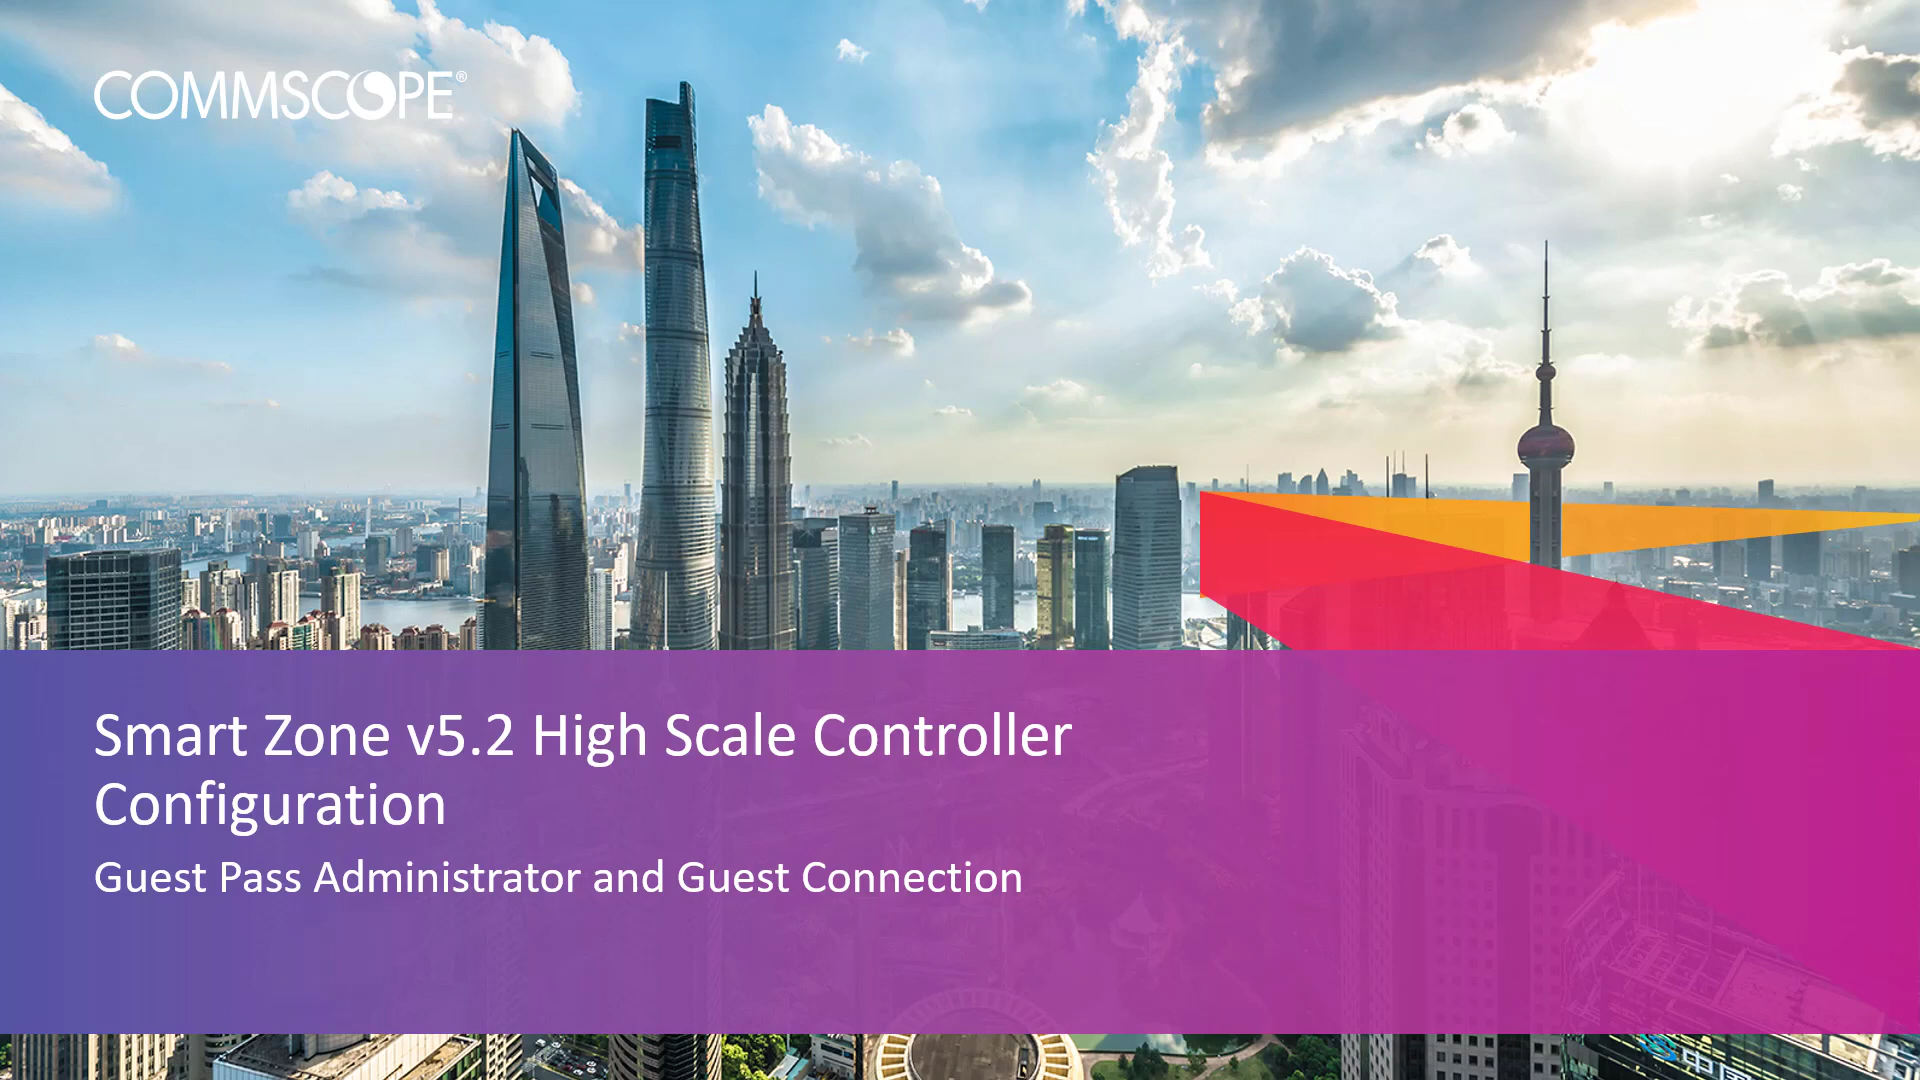 COMMSCOPE®
Smart Zone v5.2 High Scale Controller
Configuration
Guest Pass Administrator and Guest Connection